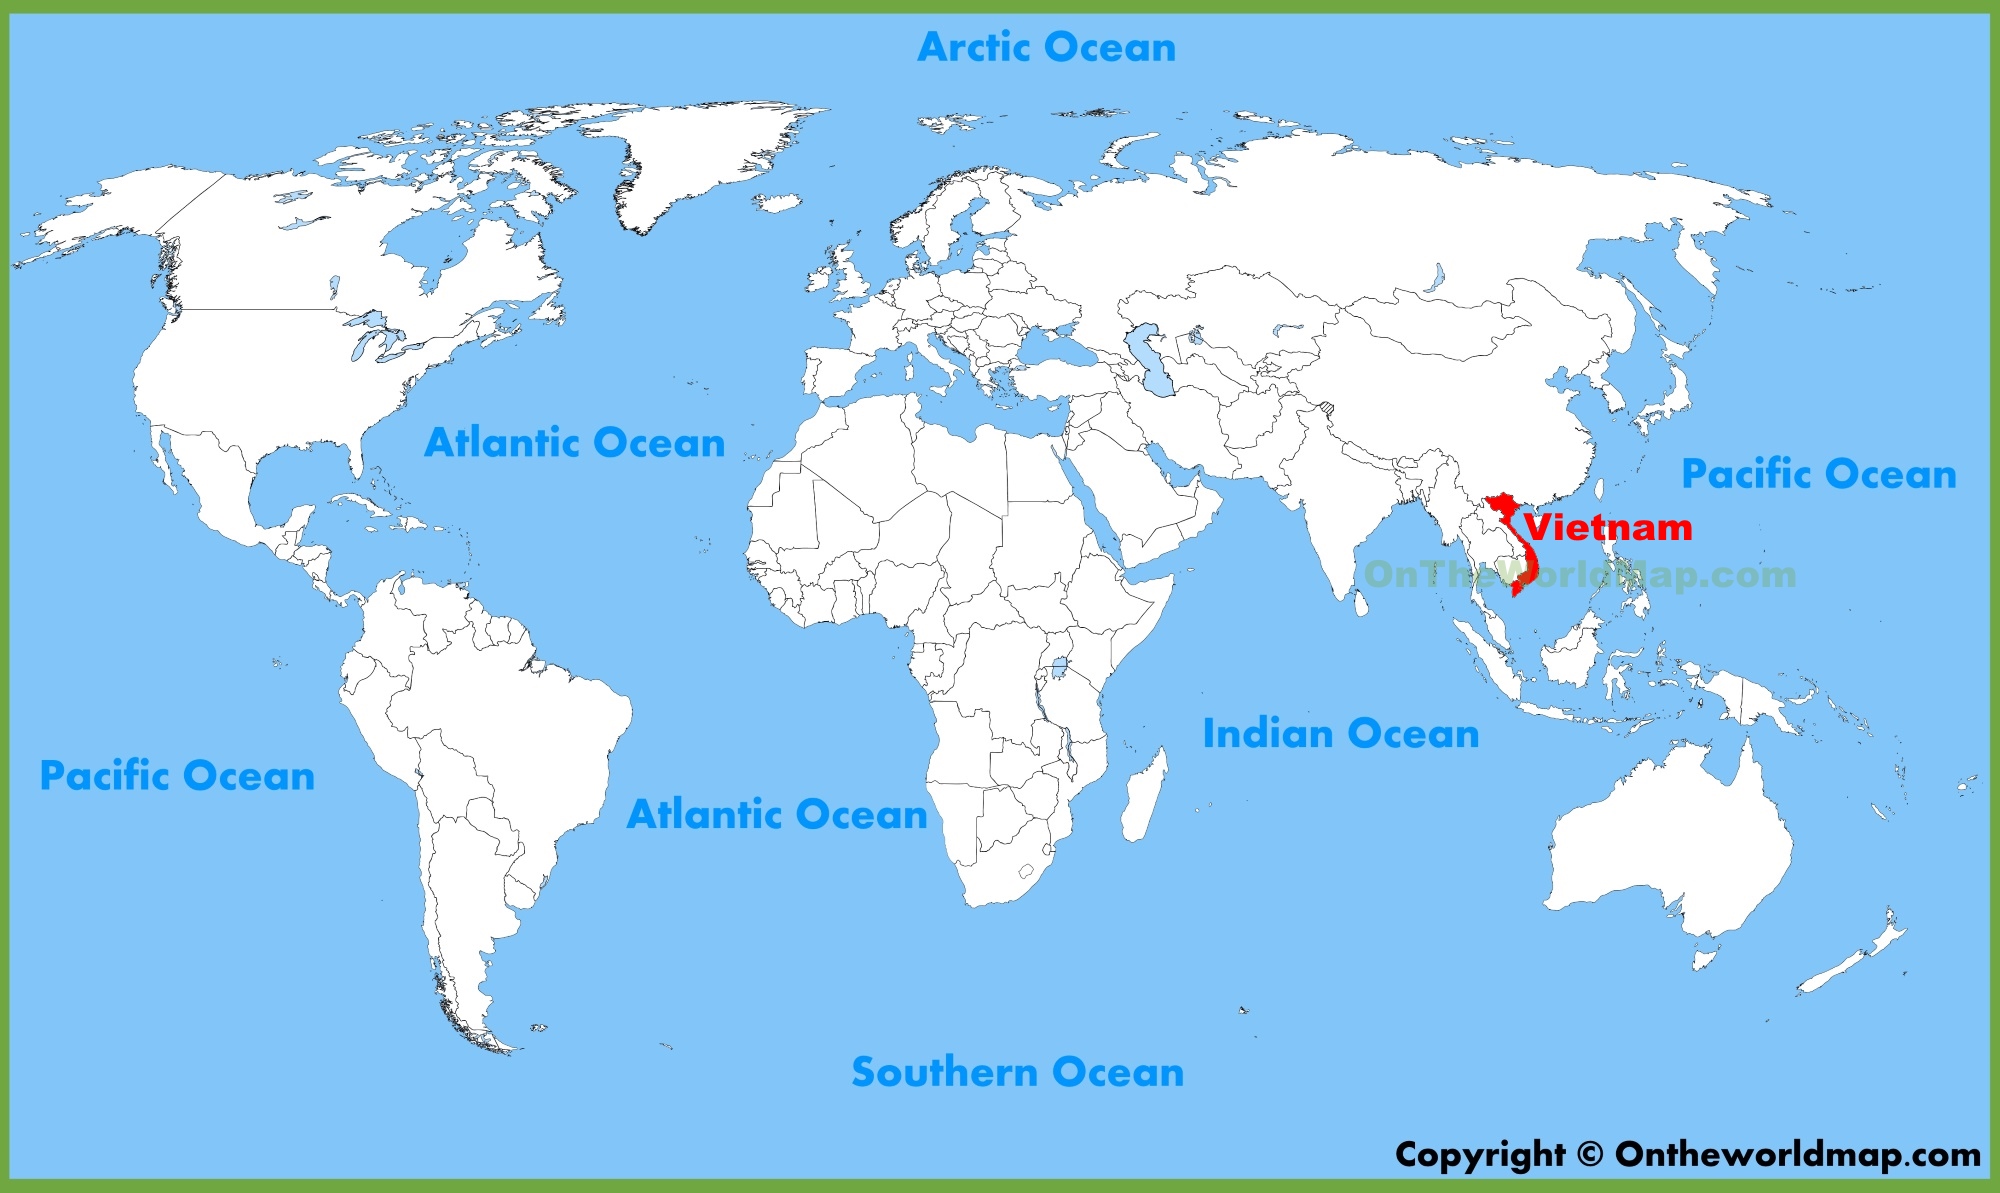 Arctic Ocean
Atlantic Ocean
Pacific Ocean
Vietnam
OnTheWorldMap.com
Indian Ocean
Pacific Ocean
Atlantic Ocean
Southern Ocean
Copyright © Ontheworldmap.com